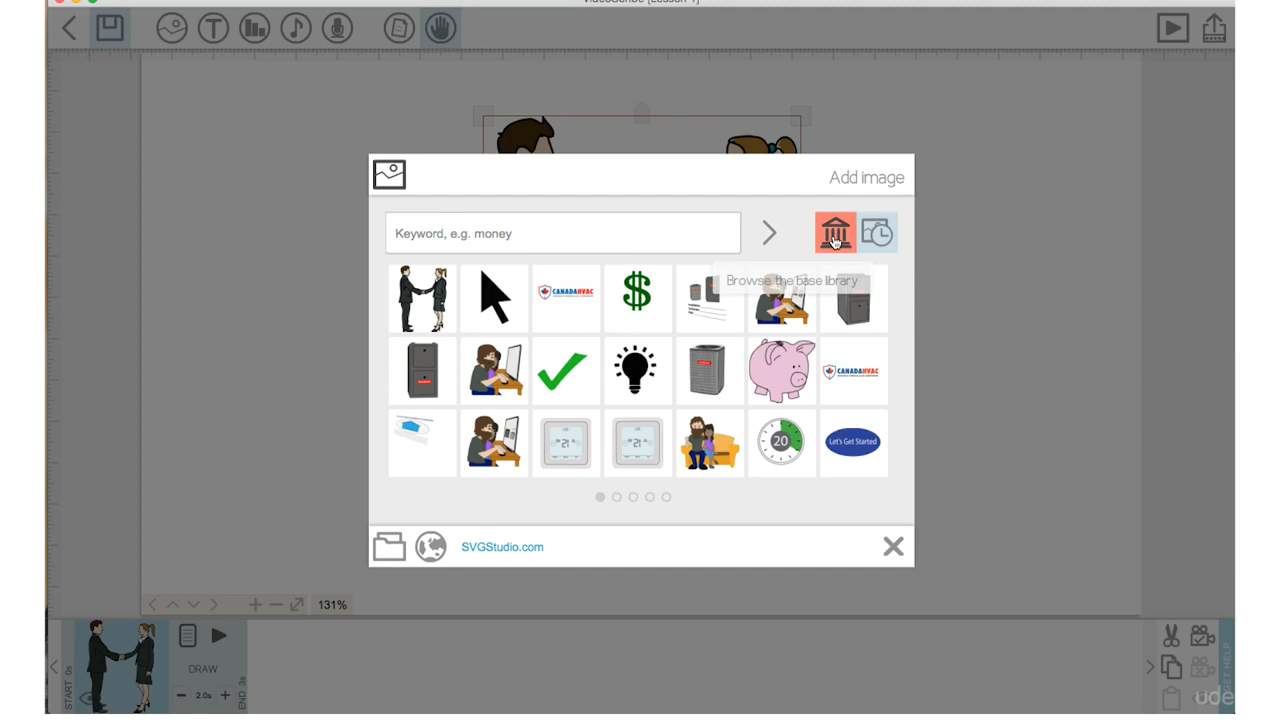 VideoScribe [Lesson 1]
Add image
Keyword, e.g. money
Browse the base library
CANADAHVAC
CANADAHVAC
21
21
20
Let's Get Started
SVGStudio.com
131%
START 0s
DRAW
2.0s
END 3s
GET HELP
ude